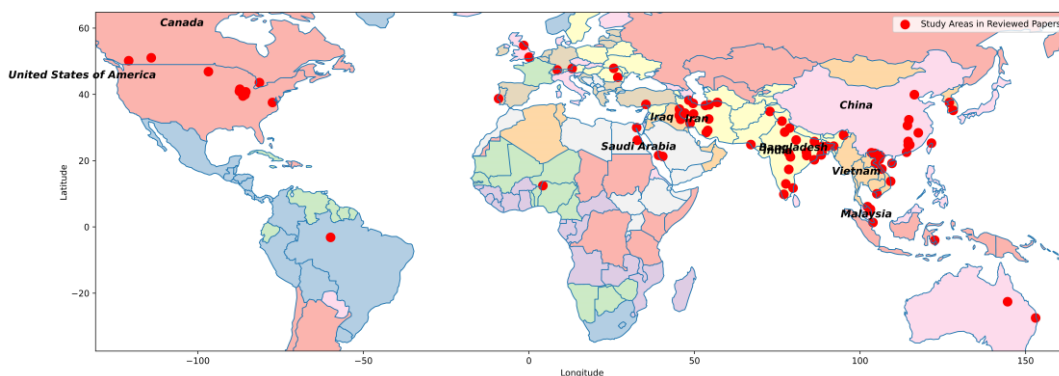 Canada
Study Areas in Reviewed Papers
United States of America
China
Iraq
Iran
Saudi Arabia
Bangladesh
India
Vietnam
Malaysia
60
40
20
0
−20
−100
−50
0
50
100
150
Latitude
Longitude